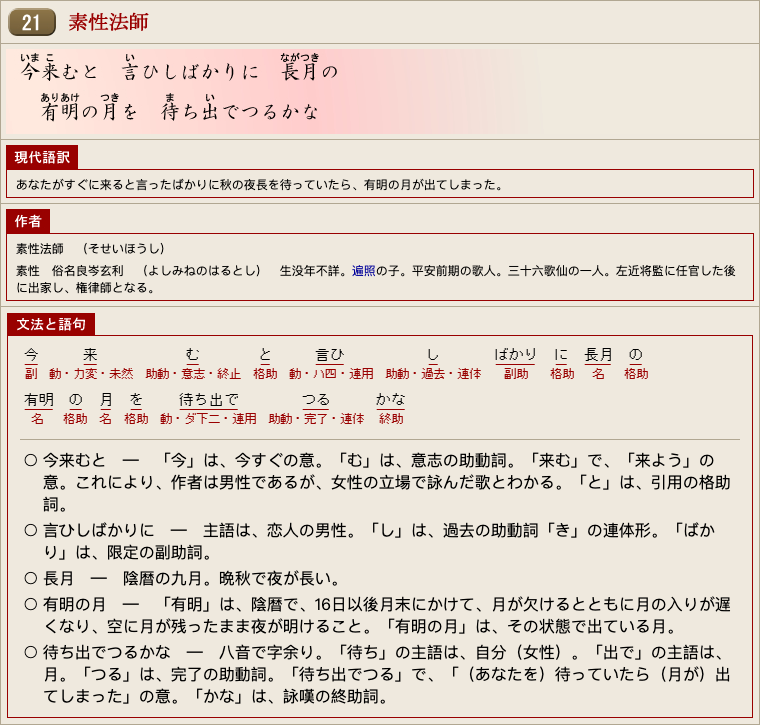 21 素性法師
いま こ い ながつき
今来むと 言ひしばかりに 長月の
ありあけ つき ま い
有明の月を 待ち出でつるかな
現代語訳
あなたがすぐに来ると言ったばかりに秋の夜長を待っていたら、有明の月が出てしまった。
作者
素性法師 （そせいほうし）
素性 俗名良岑玄利 （よしみねのはるとし） 生没年不詳。遍照の子。平安前期の歌人。三十六歌仙の一人。左近将監に任官した後
に出家し、権律師となる。
文法と語句
今 来 む と 言ひ し ばかり に 長月 の
副 動・カ変・未然 助動・意志・終止 格助 動・ハ四・連用 助動・過去・連体 副助 格助 名 格助
有明 の 月 を 待ち出で つる かな
名 格助 名 格助 動・ダ下二・連用 助動・完了・連体 終助
○ 今来むと ― 「今」は、今すぐの意。「む」は、意志の助動詞。「来む」で、「来よう」の
意。これにより、作者は男性であるが、女性の立場で詠んだ歌とわかる。「と」は、引用の格助
詞。
○ 言ひしばかりに ― 主語は、恋人の男性。「し」は、過去の助動詞「き」の連体形。「ばか
り」は、限定の副助詞。
○ 長月 ― 陰暦の九月。晩秋で夜が長い。
○ 有明の月 ― 「有明」は、陰暦で、16日以後月末にかけて、月が欠けるとともに月の入りが遅
くなり、空に月が残ったまま夜が明けること。「有明の月」は、その状態で出ている月。
○ 待ち出でつるかな ― 八音で字余り。「待ち」の主語は、自分（女性）。「出で」の主語は、
月。「つる」は、完了の助動詞。「待ち出でつる」で、「（あなたを）待っていたら（月が）出
てしまった」の意。「かな」は、詠嘆の終助詞。